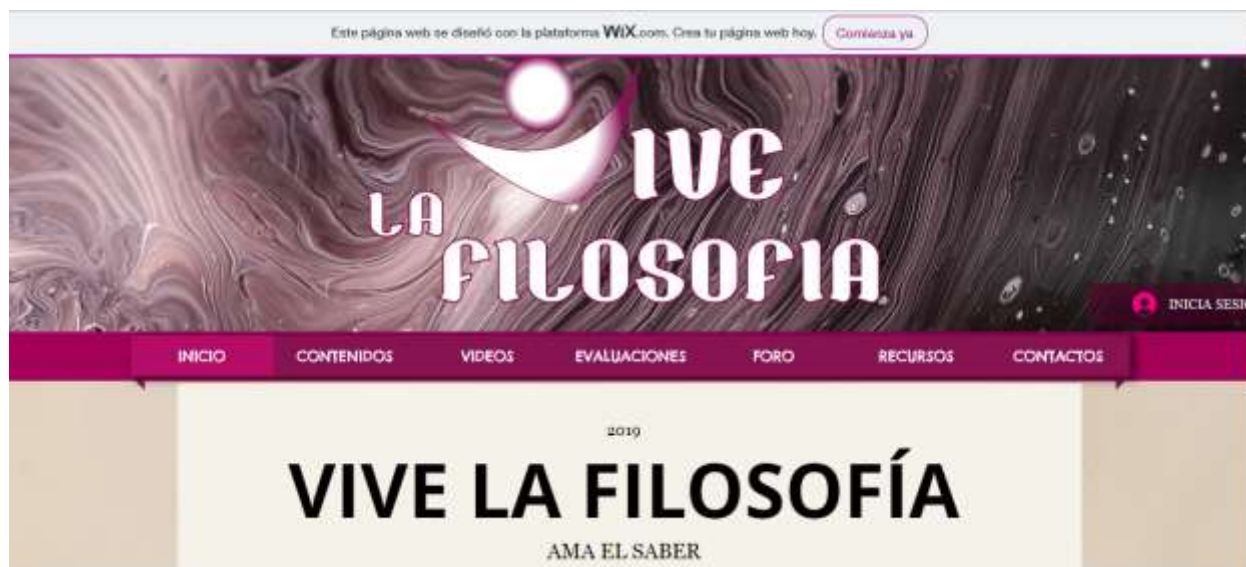 Este página web se diseñó con la plataforma WiX.com. Crea tu página web hoy. Comienza ya
VIVE
LA
FILOSOFIA
INICIA SESI
INICIO CONTENIDOS VIDEOS EVALUACIONES FORO RECURSOS CONTACTOS
2019
VIVE LA FILOSOFÍA
AMA EL SABER